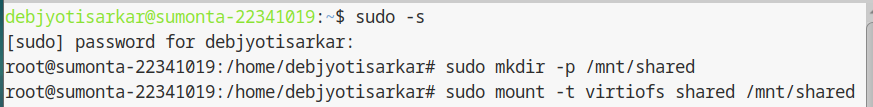 debjyotisarkar@sumonta-22341019:~$ sudo -s
[sudo] password for debjyotisarkar:
root@sumonta-22341019:/home/debjyotisarkar# sudo mkdir -p /mnt/shared
root@sumonta-22341019:/home/debjyotisarkar# sudo mount -t virtiofs shared /mnt/shared